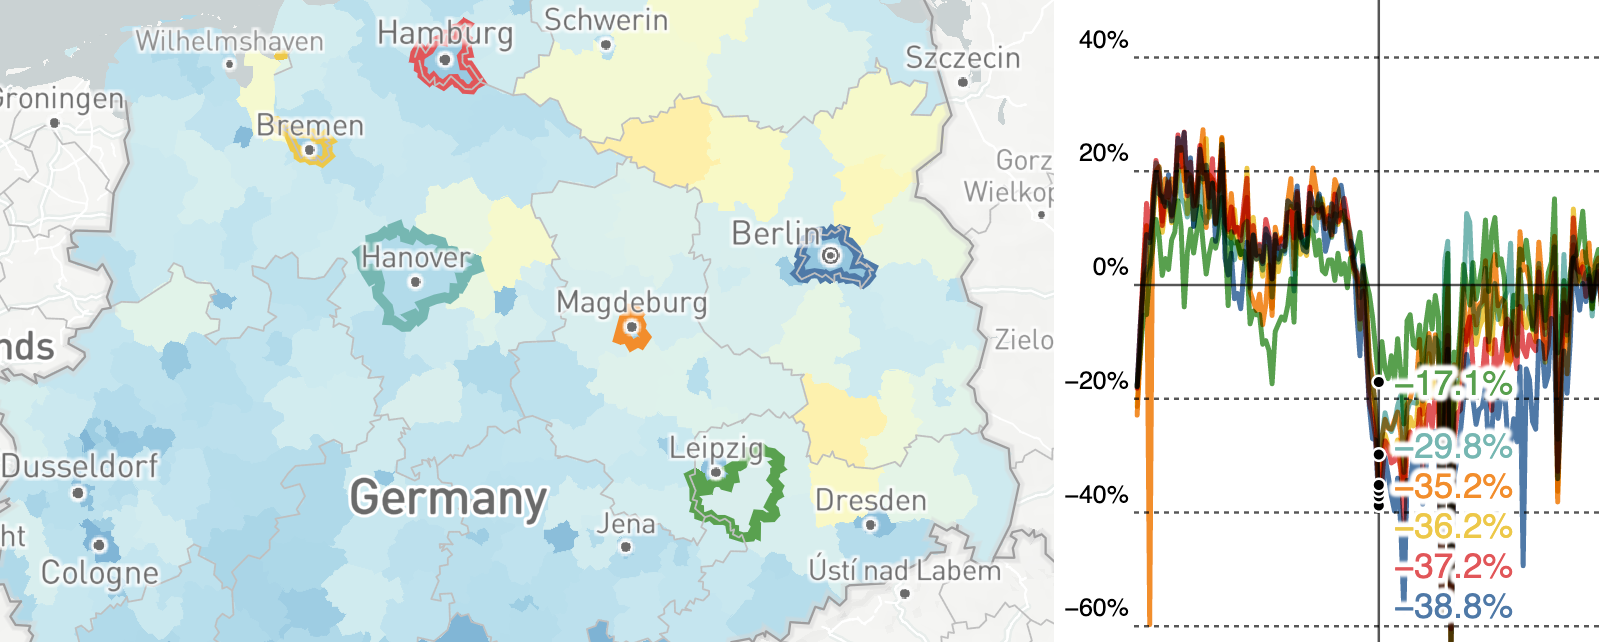 Schwerin
Hamburg
Wilhelmshaven
Szczecin
Groningen
Bremen
Gorz
Wielkop
Berlin
Hanover
Magdeburg
Zielo
nds
Leipzig
Dusseldorf
Germany
Dresden
Jena
ht
Cologne
Ústí nad Labem
40%
20%
0%
−20%
−40%
−60%
−17.1%
−29.8%
−35.2%
−36.2%
−37.2%
−38.8%